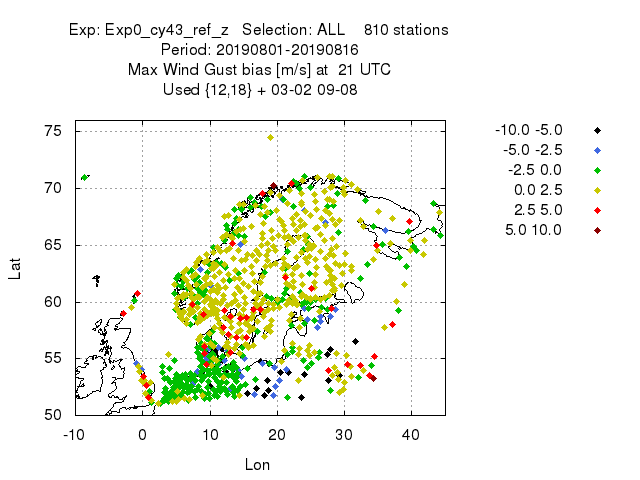 Exp: Exp0_cy43_ref_z   Selection: ALL    810 stations
Period: 20190801-20190816
Max Wind Gust bias [m/s] at  21 UTC
Used {12,18} + 03-02 09-08
-10.0 -5.0
-5.0 -2.5
-2.5 0.0
0.0 2.5
2.5 5.0
5.0 10.0
75
70
65
60
55
50
Lat
-10 0 10 20 30 40
Lon